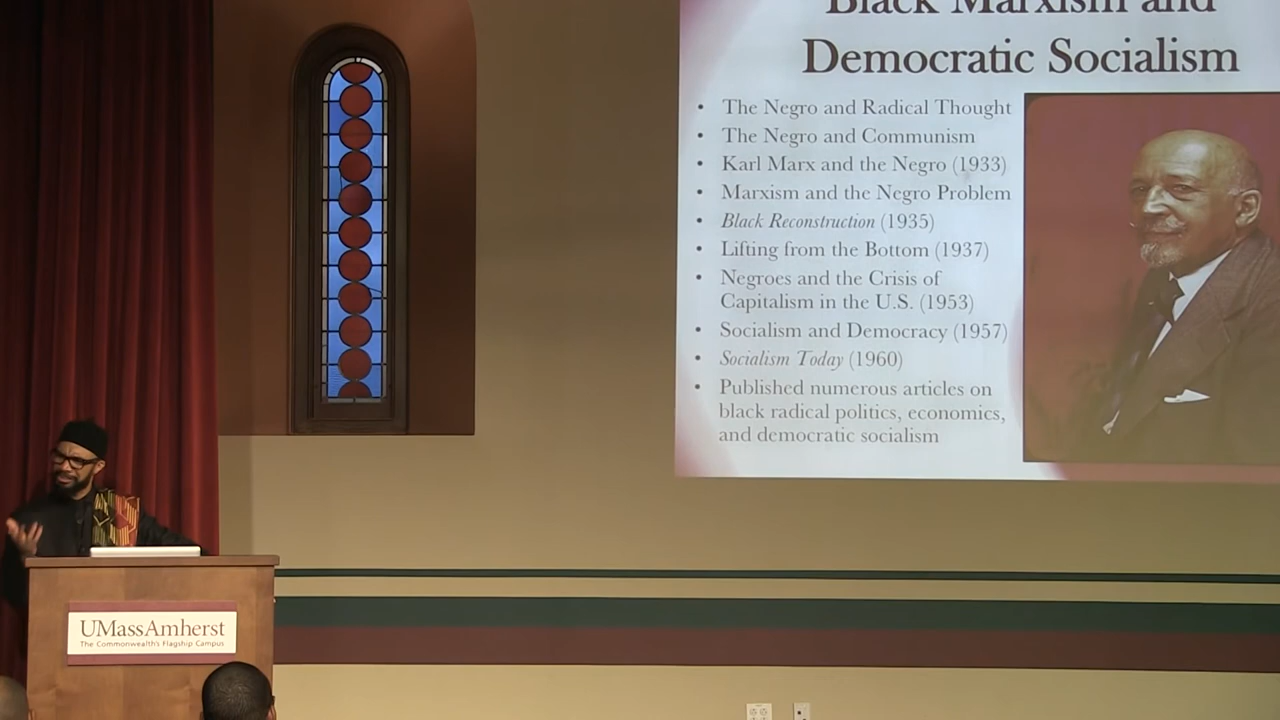 Black Marxism and
Democratic Socialism
• The Negro and Radical Thought
• The Negro and Communism
• Karl Marx and the Negro (1933)
• Marxism and the Negro Problem
• Black Reconstruction (1935)
• Lifting from the Bottom (1937)
• Negroes and the Crisis of
Capitalism in the U.S. (1953)
• Socialism and Democracy (1957)
• Socialism Today (1960)
• Published numerous articles on
black radical politics, economics,
and democratic socialism
UMassAmherst
The Commonwealth's Flagship Campus